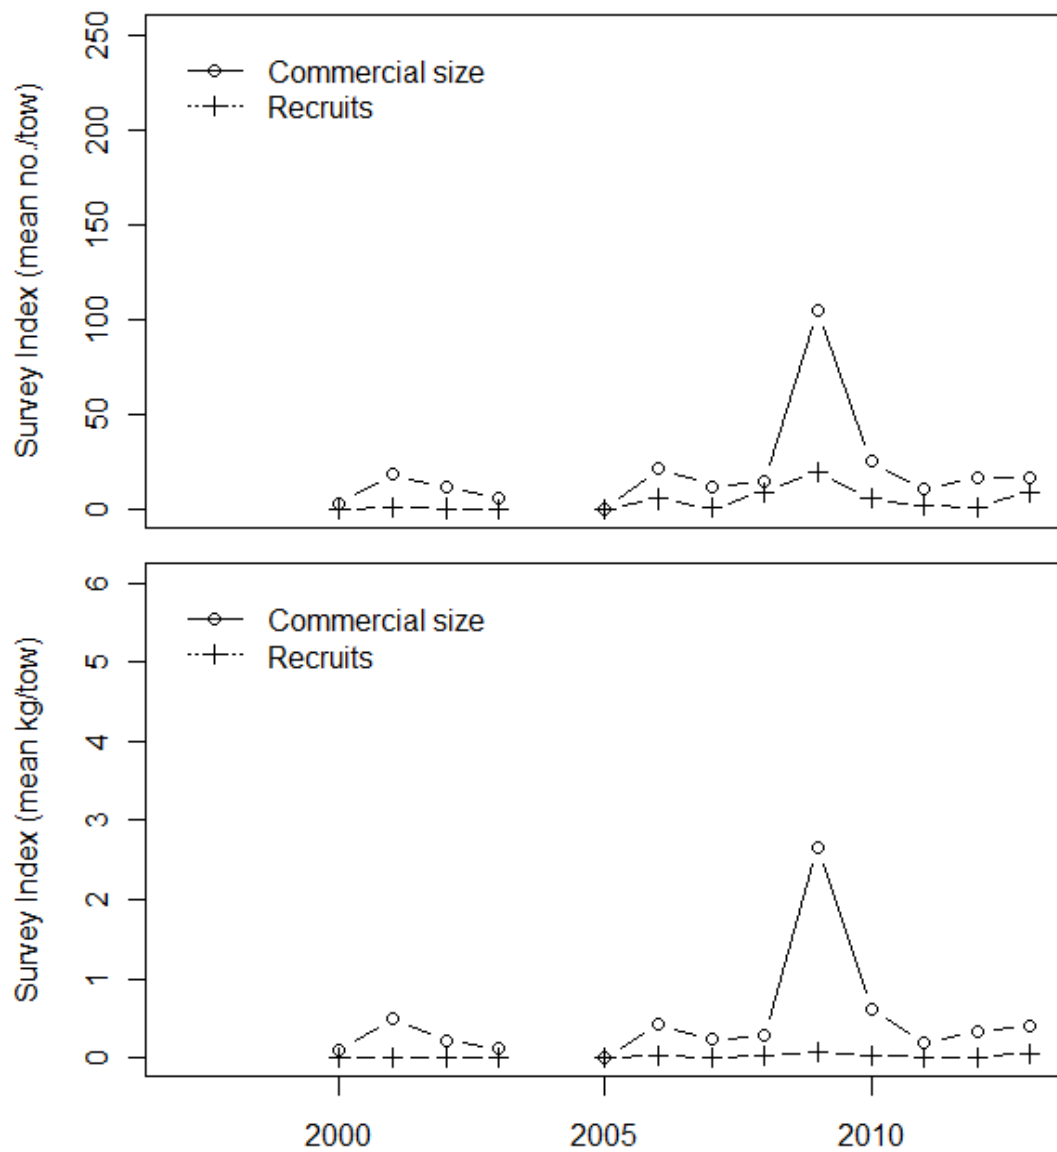 Survey Index (mean no./tow)
250
200
150
100
50
0
Commercial size
Recruits
Survey Index (mean kg/tow)
6
5
4
3
2
1
0
Commercial size
Recruits
2000 2005 2010